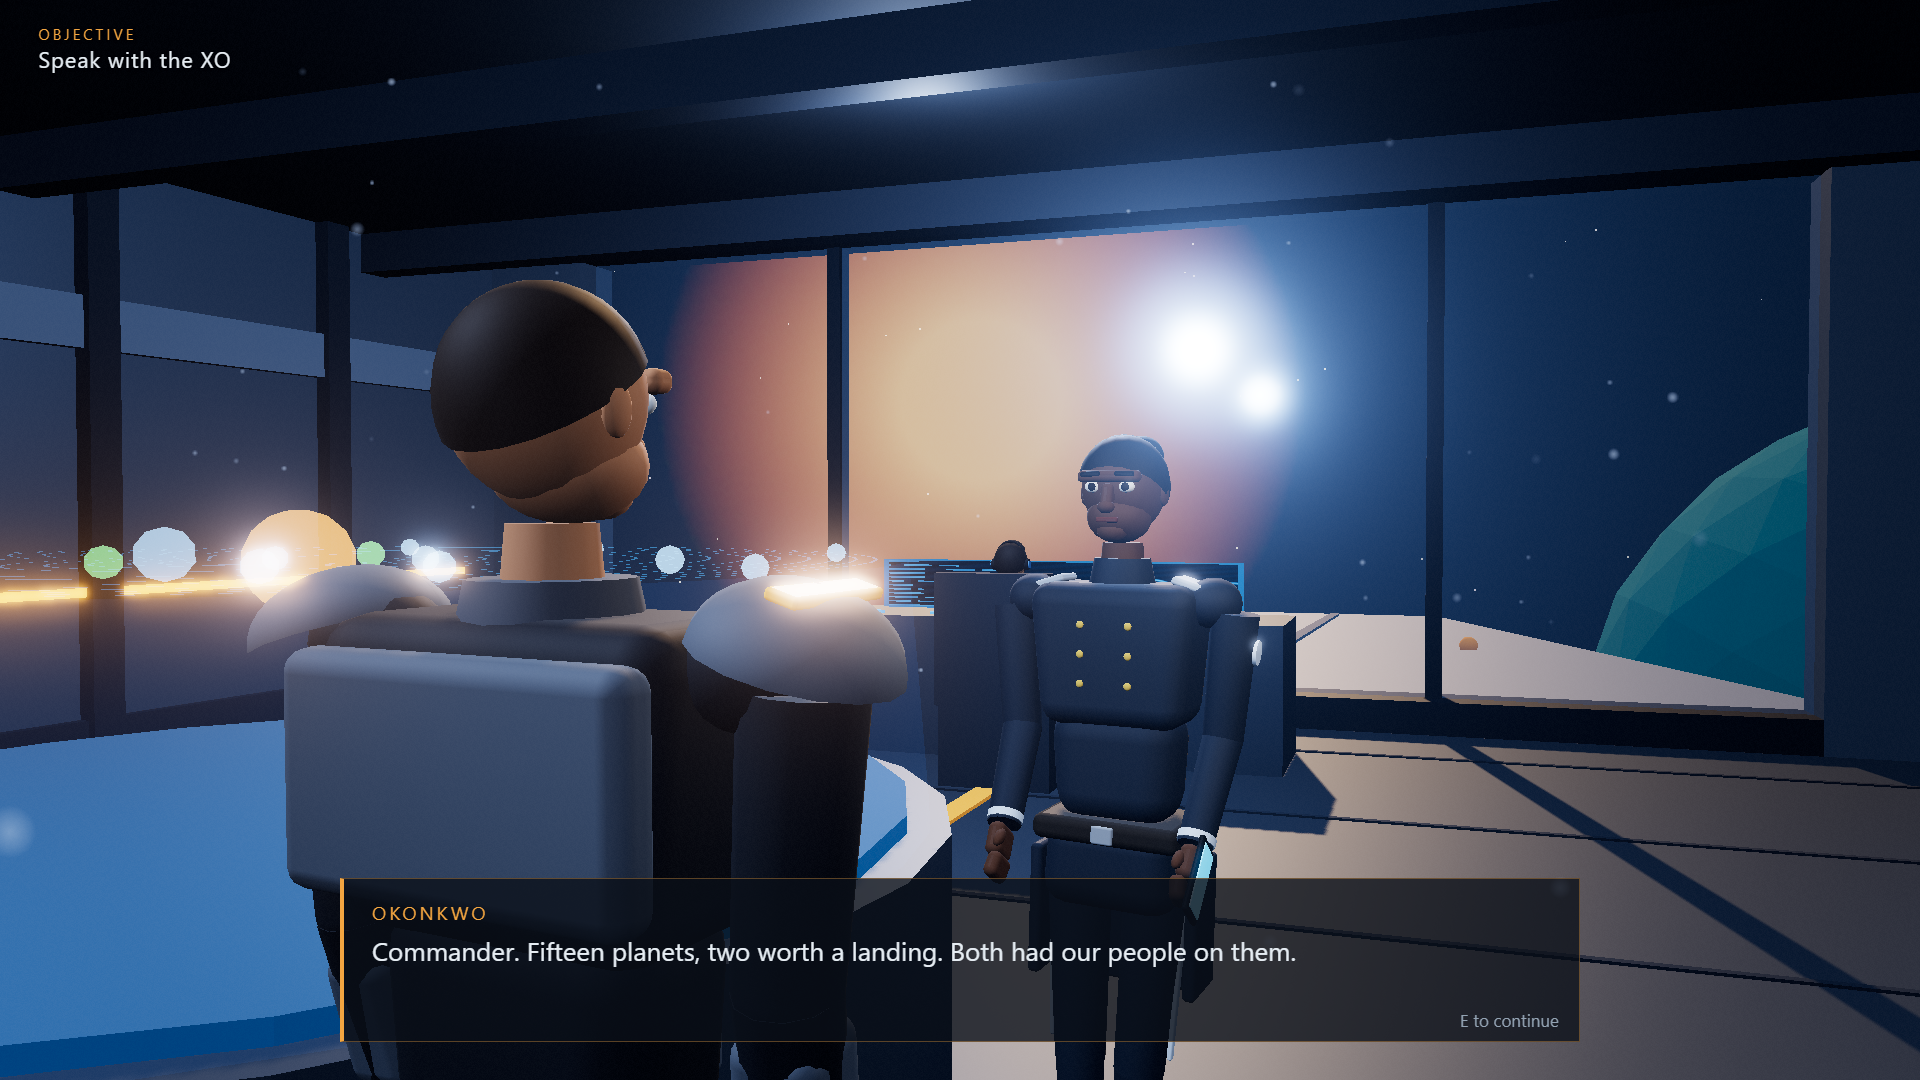 OBJECTIVE
Speak with the XO
OKONKWO
Commander. Fifteen planets, two worth a landing. Both had our people on them.
E to continue